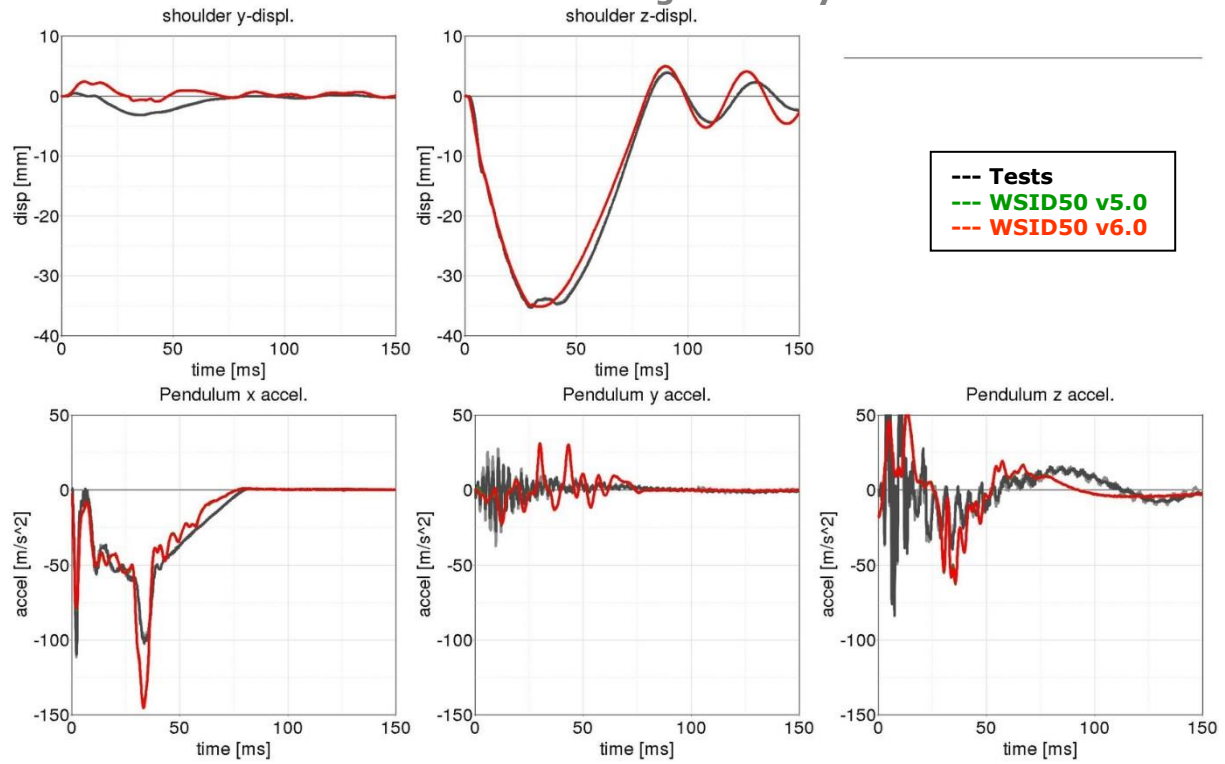 shoulder y-displ.
10
0
-10
-20
-30
-40
disp [mm]
0 50 100 150
time [ms]
shoulder z-displ.
10
0
-10
-20
-30
-40
disp [mm]
0 50 100 150
time [ms]
--- Tests
--- WSID50 v5.0
--- WSID50 v6.0
Pendulum x accel.
50
0
-50
-100
-150
accel [m/s^2]
0 50 100 150
time [ms]
Pendulum y accel.
50
0
-50
-100
-150
accel [m/s^2]
0 50 100 150
time [ms]
Pendulum z accel.
50
0
-50
-100
-150
accel [m/s^2]
0 50 100 150
time [ms]